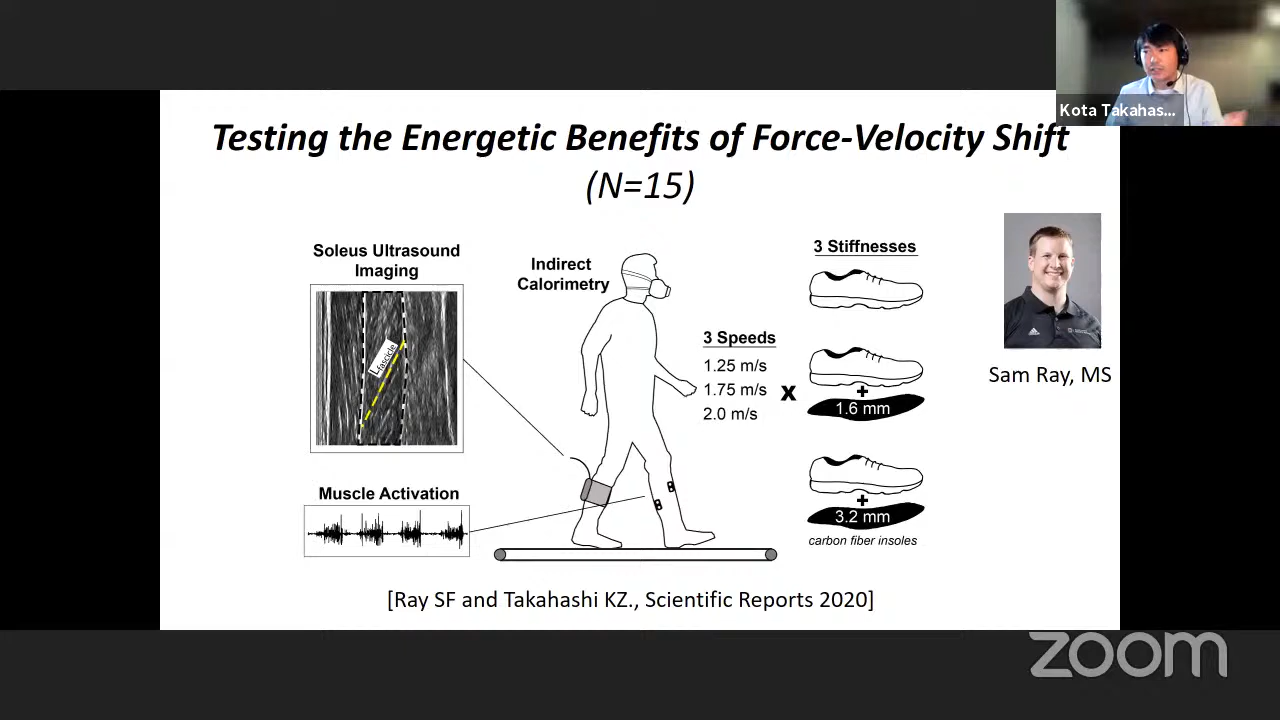 Kota Takahas...
Testing the Energetic Benefits of Force-Velocity Shift
(N=15)
Soleus Ultrasound
Imaging
Lfascicle
Muscle Activation
Indirect
Calorimetry
3 Speeds
1.25 m/s
1.75 m/s
2.0 m/s
x
3 Stiffnesses
+
1.6 mm
+
3.2 mm
carbon fiber insoles
Sam Ray, MS
[Ray SF and Takahashi KZ., Scientific Reports 2020]
zoom